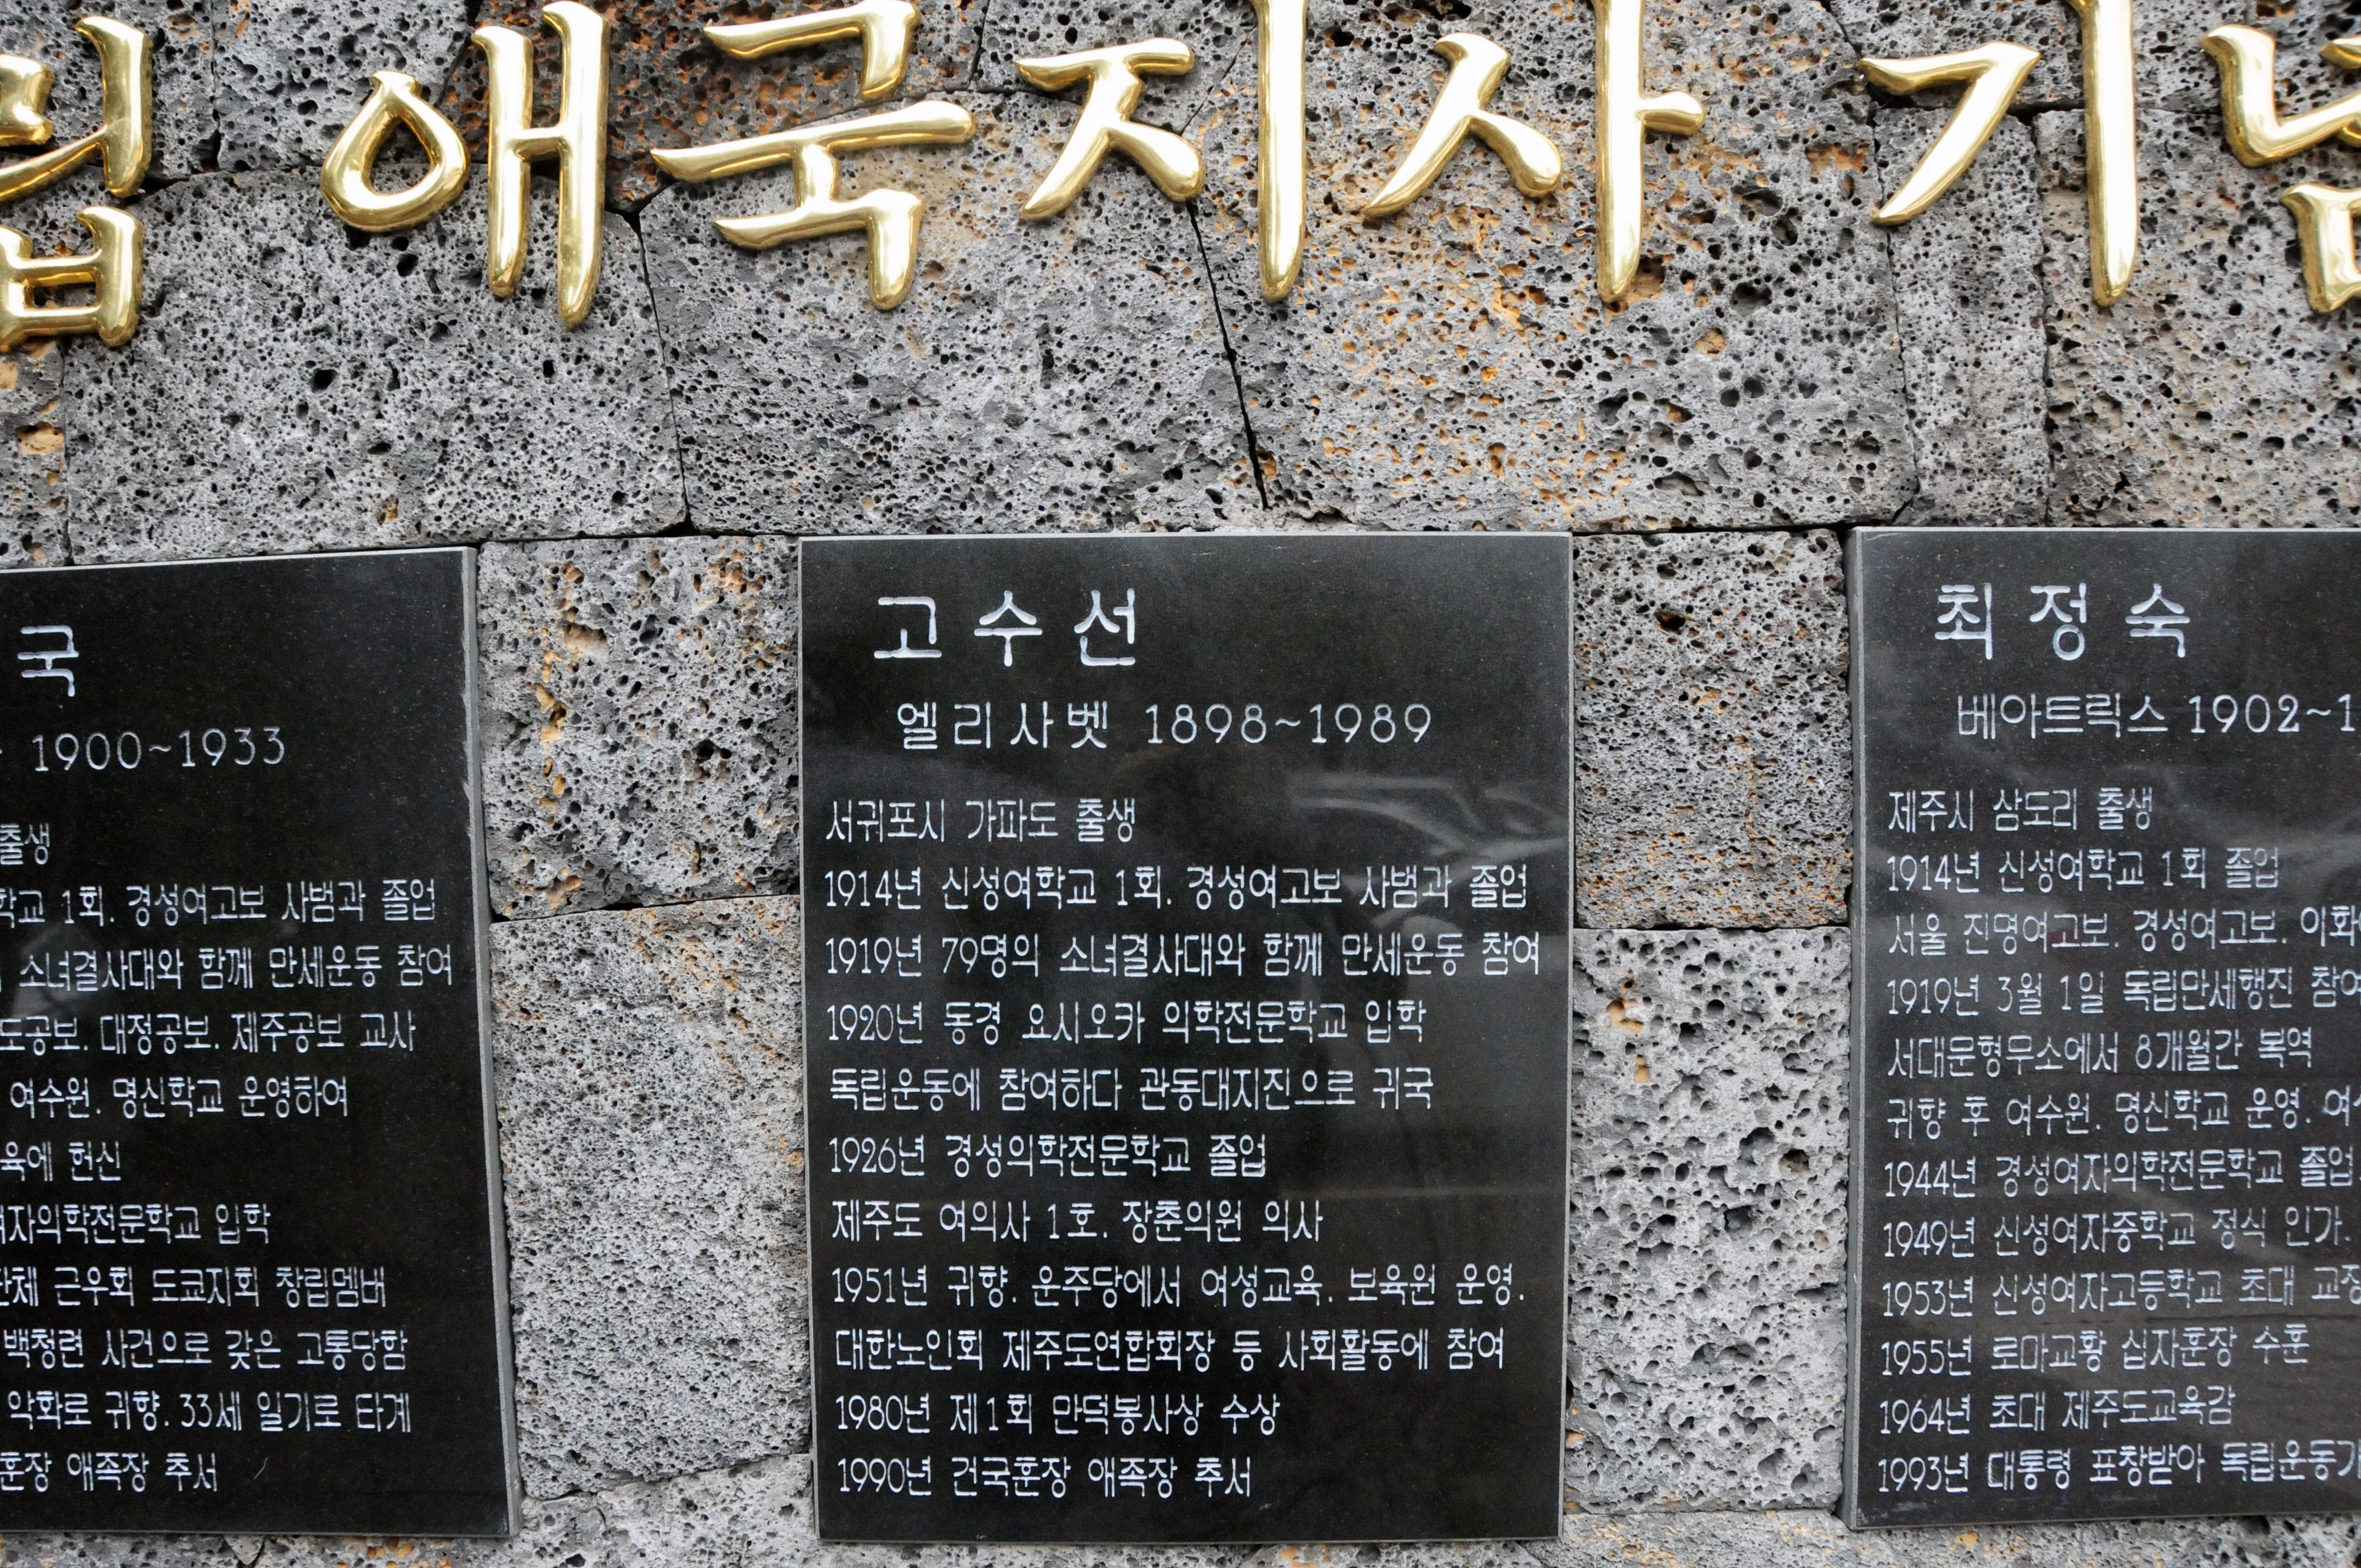 립 애국지사 기념
국
1900~1933
출생
학교 1회. 경성여고보 사범과 졸업
소녀결사대와 함께 만세운동 참여
도공보. 대정공보. 제주공보 교사
여수원. 명신학교 운영하여
육에 헌신
여자의학전문학교 입학
단체 근우회 도쿄지회 창립멤버
백청련 사건으로 갖은 고통당함
악화로 귀향. 33세 일기로 타계
훈장 애족장 추서
고수선
엘리사벳 1898~1989
서귀포시 가파도 출생
1914년 신성여학교 1회. 경성여고보 사범과 졸업
1919년 79명의 소녀결사대와 함께 만세운동 참여
1920년 동경 요시오카 의학전문학교 입학
독립운동에 참여하다 관동대지진으로 귀국
1926년 경성의학전문학교 졸업
제주도 여의사 1호. 장춘의원 의사
1951년 귀향. 운주당에서 여성교육. 보육원 운영.
대한노인회 제주도연합회장 등 사회활동에 참여
1980년 제1회 만덕봉사상 수상
1990년 건국훈장 애족장 추서
최정숙
베아트릭스 1902~1
제주시 삼도리 출생
1914년 신성여학교 1회 졸업
서울 진명여고보. 경성여고보. 이화
1919년 3월 1일 독립만세행진 참여
서대문형무소에서 8개월간 복역
귀향 후 여수원. 명신학교 운영. 여
1944년 경성여자의학전문학교 졸업
1949년 신성여자중학교 정식 인가.
1953년 신성여자고등학교 초대 교장
1955년 로마교황 십자훈장 수훈
1964년 초대 제주도교육감
1993년 대통령 표창받아 독립운동가